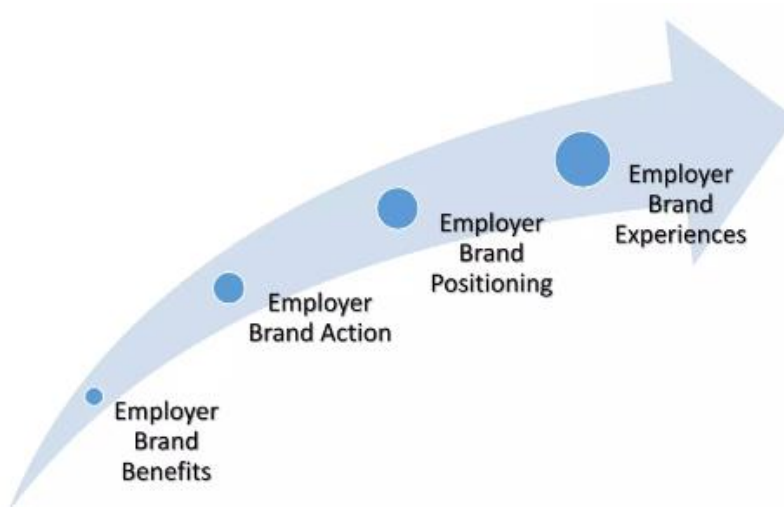 Employer
Brand
Experiences
Employer
Brand
Positioning
Employer
Brand Action
Employer
Brand
Benefits